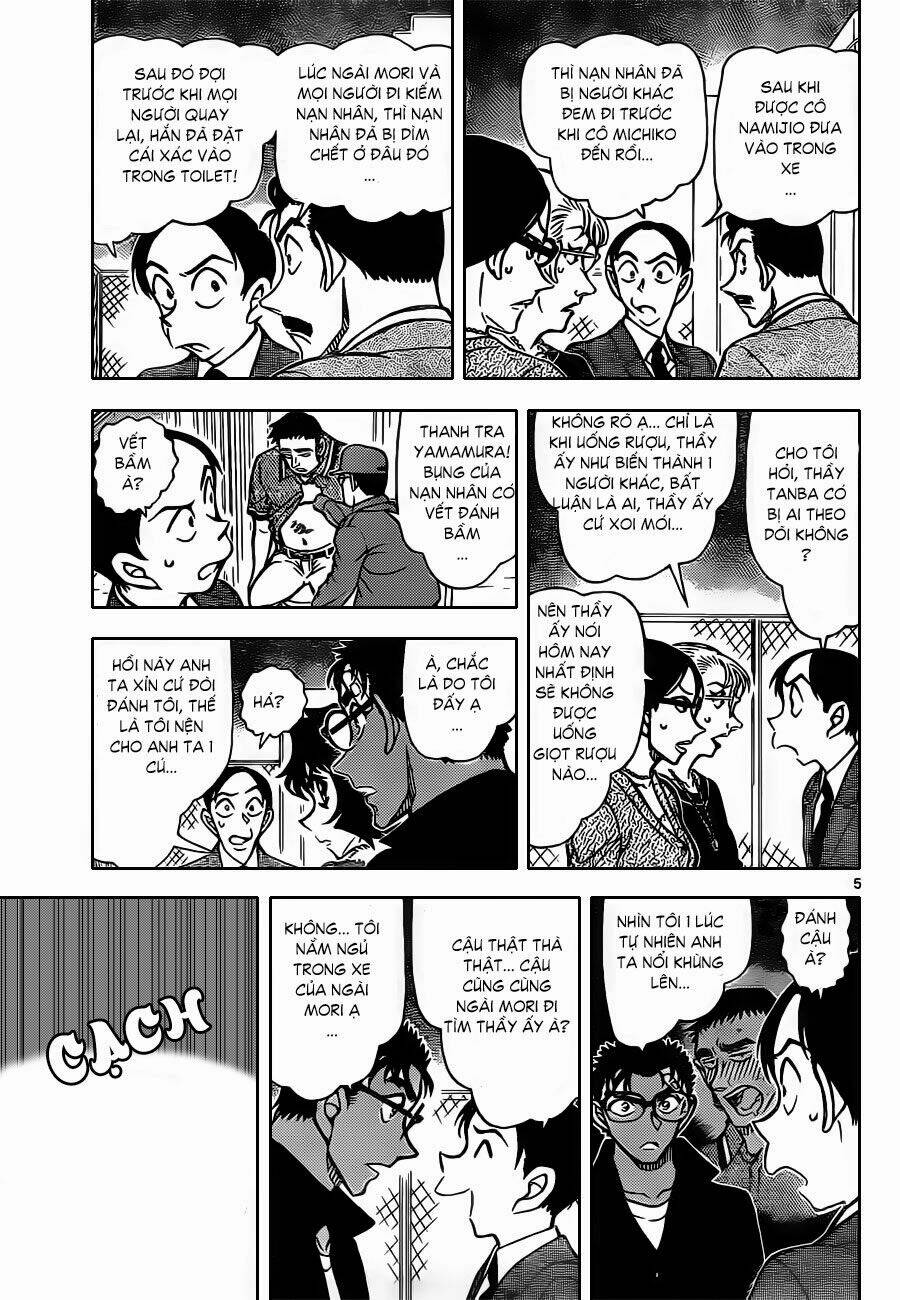 SAU KHI
ĐƯỢC CÔ
NAMIJIO ĐƯA
VÀO TRONG
XE
...
THÌ NẠN NHÂN ĐÃ
BỊ NGƯỜI KHÁC
ĐEM ĐI TRƯỚC
KHI CÔ MICHIKO
ĐẾN RỒI...
LÚC NGÀI MORI VÀ
MỌI NGƯỜI ĐI KIẾM
NẠN NHÂN, THÌ NẠN
NHÂN ĐÃ BỊ DÌM
CHẾT Ở ĐÂU ĐÓ
...
SAU ĐÓ ĐỢI
TRƯỚC KHI MỌI
NGƯỜI QUAY
LẠI, HẮN ĐÃ ĐẶT
CÁI XÁC VÀO
TRONG TOILET!
CHO TÔI
HỎI, THẦY
TANBA CÓ
BỊ AI THEO
DÕI KHÔNG
?
KHÔNG RÕ Ạ... CHỈ LÀ
KHI UỐNG RƯỢU, THẦY
ẤY NHƯ BIẾN THÀNH 1
NGƯỜI KHÁC, BẤT
LUẬN LÀ AI, THẦY ẤY
CỨ XOI MÓI...
NÊN THẦY
ẤY NÓI
HÔM NAY
NHẤT ĐỊNH
SẼ KHÔNG
ĐƯỢC
UỐNG
GIỌT RƯỢU
NÀO...
THANH TRA
YAMAMURA!
BỤNG CỦA
NẠN NHÂN CÓ
VẾT ĐÁNH
BẦM
...
VẾT
BẦM
À?
À, CHẮC
LÀ DO TÔI
ĐẤY Ạ
...
HẢ?
HỒI NÃY ANH
TA XỈN CỨ ĐÒI
ĐÁNH TÔI, THẾ
LÀ TÔI NỆN
CHO ANH TA 1
CÚ...
5
ĐÁNH
CẬU
À?
NHÌN TÔI 1 LÚC
TỰ NHIÊN ANH
TA NỔI KHÙNG
LÊN...
CẬU THẬT THÀ
THẬT... CẬU
CŨNG CÙNG
NGÀI MORI ĐI
TÌM THẦY ẤY À?
KHÔNG... TÔI
NẰM NGỦ
TRONG XE
CỦA NGÀI
MORI Ạ
...
CẠCH